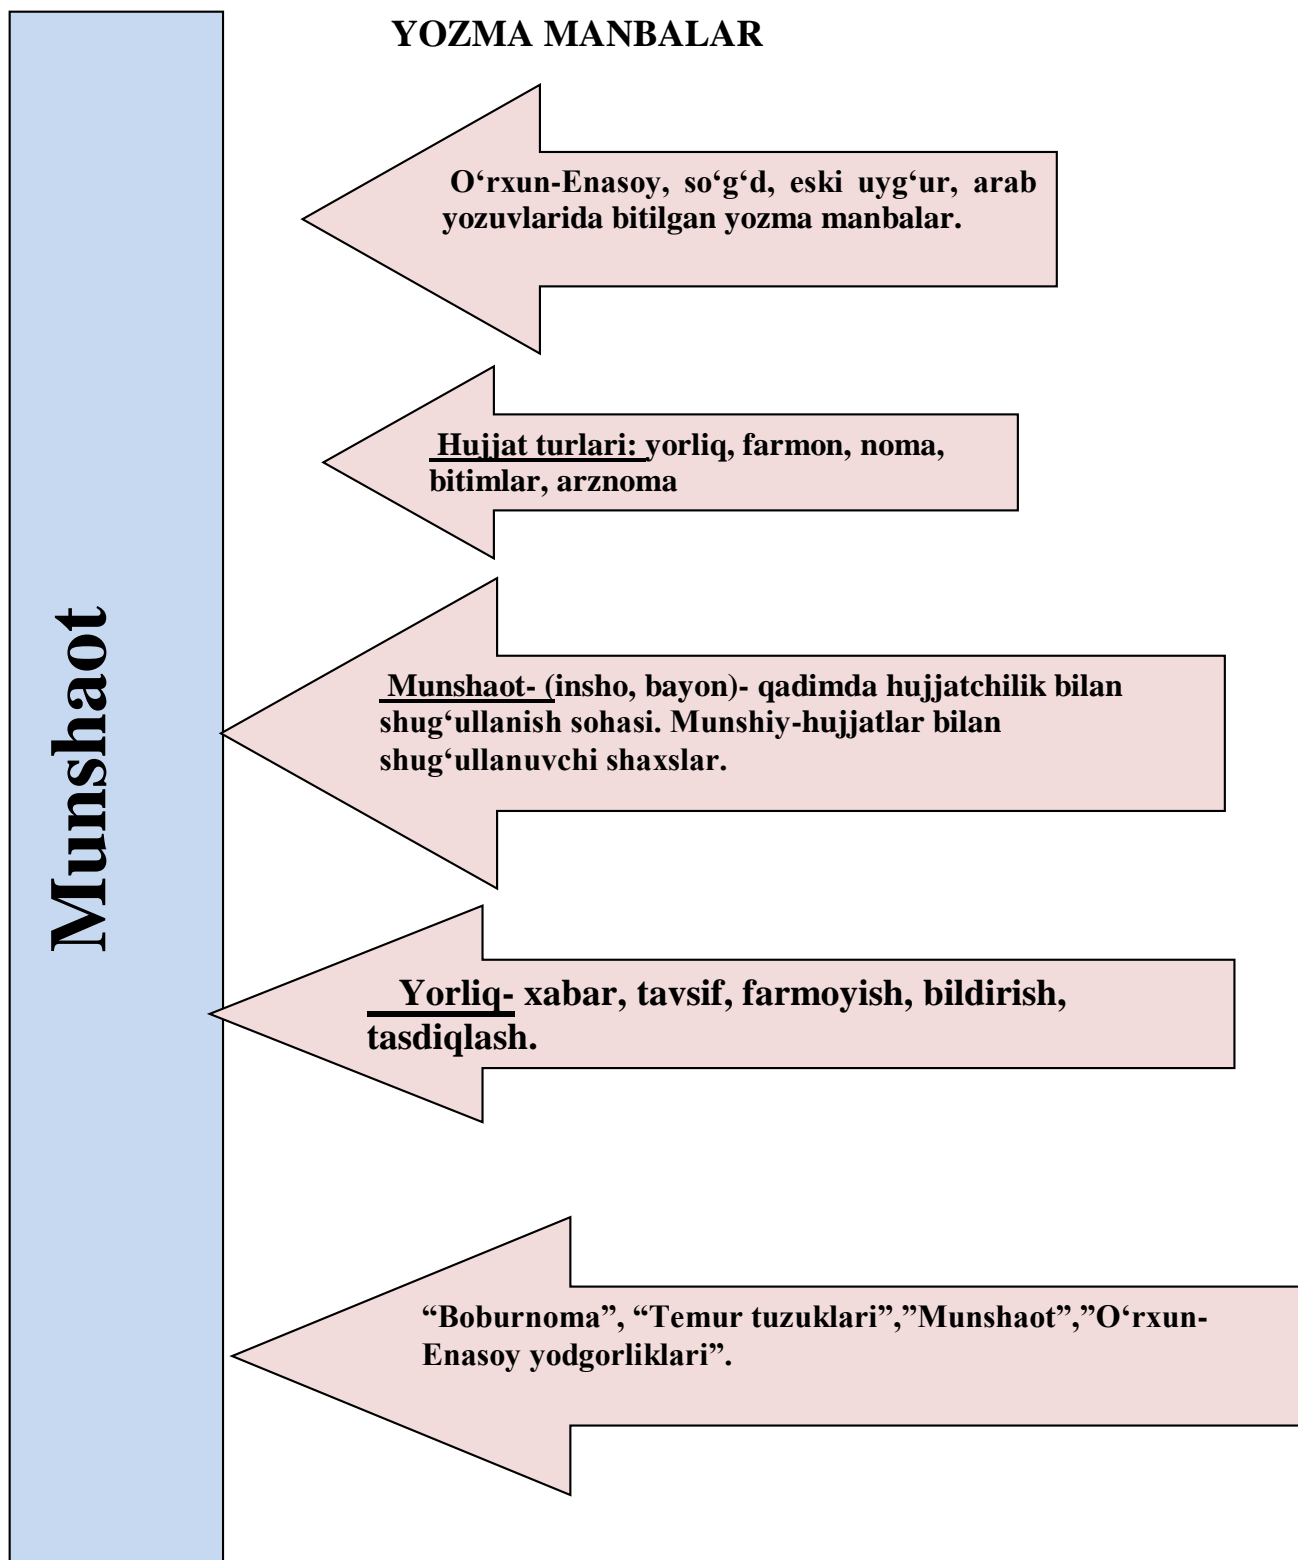 YOZMA MANBALAR
O‘rxun-Enasoy, so‘g‘d, eski uyg‘ur, arab
yozuvlarida bitilgan yozma manbalar.
Hujjat turlari: yorliq, farmon, noma,
bitimlar, arznoma
Munshaot
Munshaot- (insho, bayon)- qadimda hujjatchilik bilan
shug‘ullanish sohasi. Munshiy-hujjatlar bilan
shug‘ullanuvchi shaxslar.
Yorliq- xabar, tavsif, farmoyish, bildirish,
tasdiqlash.
“Boburnoma”, “Temur tuzuklari”,”Munshaot”,”O‘rxun-
Enasoy yodgorliklari”.